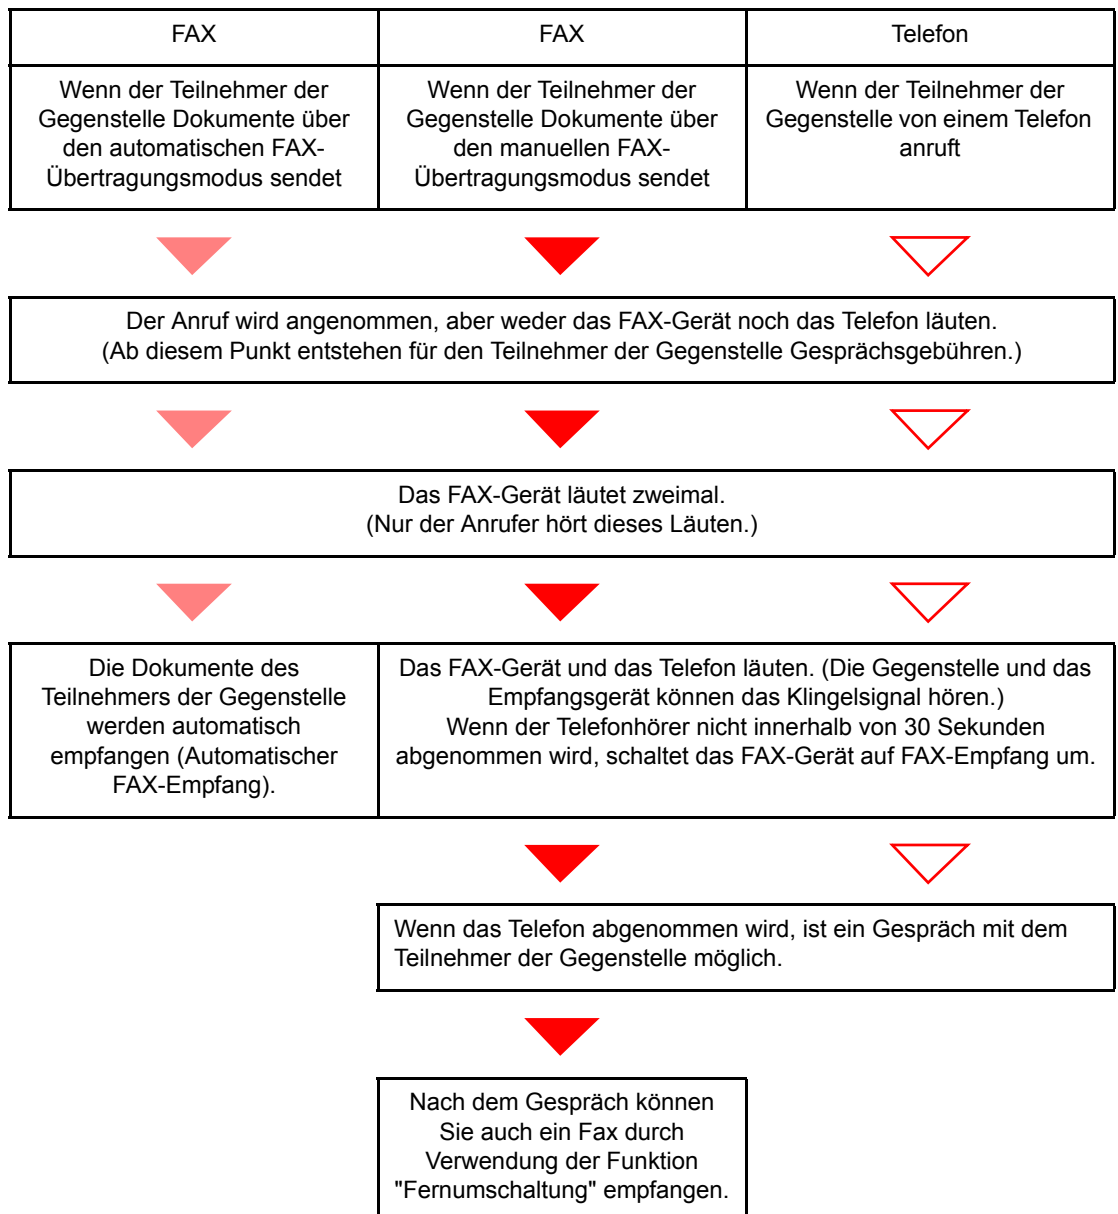 FAX
FAX
Telefon
Wenn der Teilnehmer der
Gegenstelle Dokumente über
den automatischen FAX-
Übertragungsmodus sendet
Wenn der Teilnehmer der
Gegenstelle Dokumente über
den manuellen FAX-
Übertragungsmodus sendet
Wenn der Teilnehmer der
Gegenstelle von einem Telefon
anruft
Der Anruf wird angenommen, aber weder das FAX-Gerät noch das Telefon läuten.
(Ab diesem Punkt entstehen für den Teilnehmer der Gegenstelle Gesprächsgebühren.)
Das FAX-Gerät läutet zweimal.
(Nur der Anrufer hört dieses Läuten.)
Die Dokumente des
Teilnehmers der Gegenstelle
werden automatisch
empfangen (Automatischer
FAX-Empfang).
Das FAX-Gerät und das Telefon läuten. (Die Gegenstelle und das
Empfangsgerät können das Klingelsignal hören.)
Wenn der Telefonhörer nicht innerhalb von 30 Sekunden
abgenommen wird, schaltet das FAX-Gerät auf FAX-Empfang um.
Wenn das Telefon abgenommen wird, ist ein Gespräch mit dem
Teilnehmer der Gegenstelle möglich.
Nach dem Gespräch können
Sie auch ein Fax durch
Verwendung der Funktion
"Fernumschaltung" empfangen.